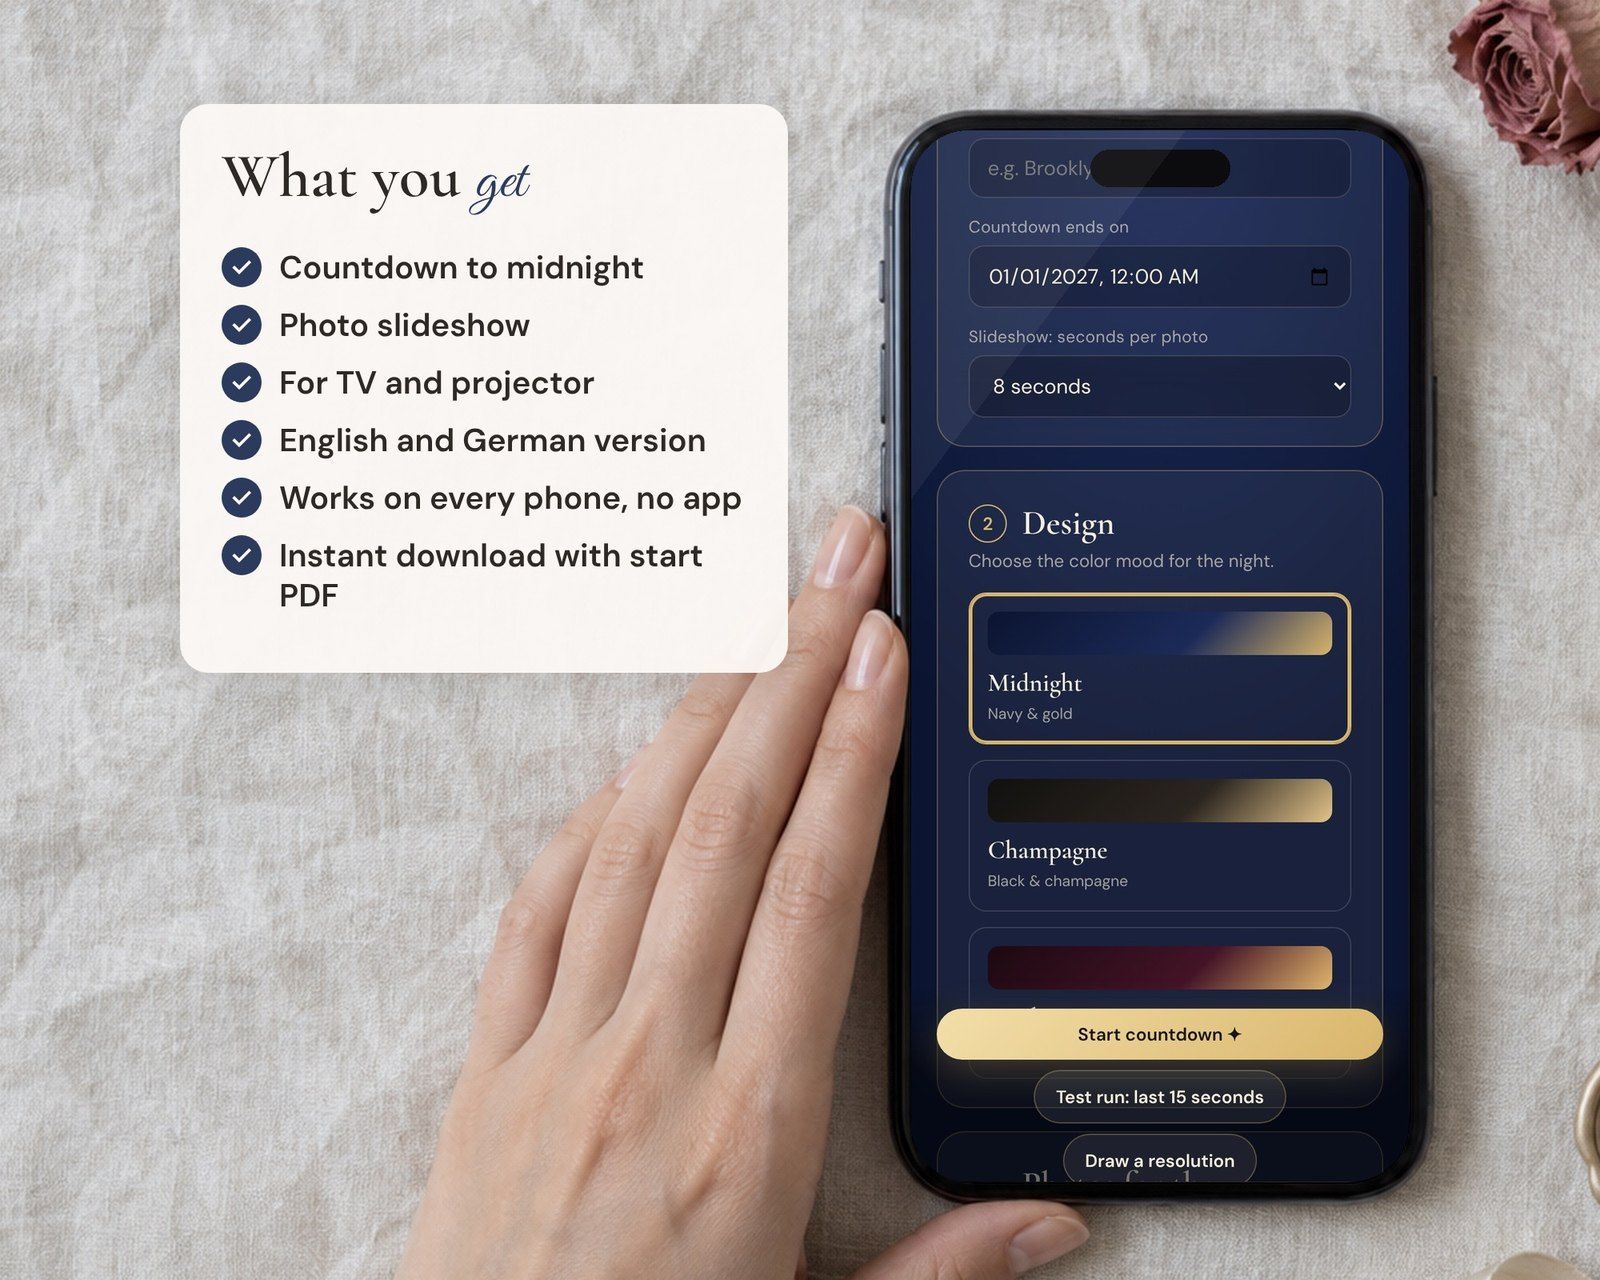 What you get
Countdown to midnight
Photo slideshow
For TV and projector
English and German version
Works on every phone, no app
Instant download with start
PDF
e.g. Brookly
Countdown ends on
01/01/2027, 12:00 AM
Slideshow: seconds per photo
8 seconds
2 Design
Choose the color mood for the night.
Midnight
Navy & gold
Champagne
Black & champagne
Start countdown
Test run: last 15 seconds
Draw a resolution